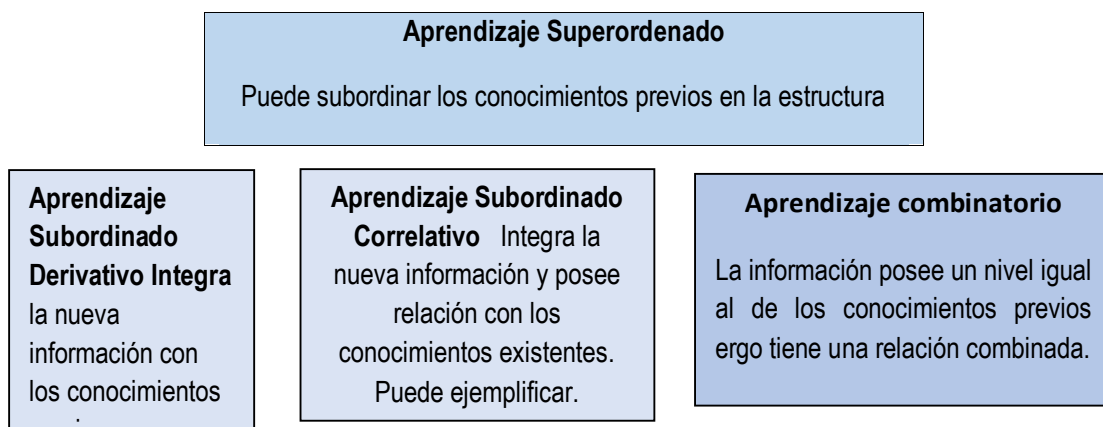 Aprendizaje Superordenado
Puede subordinar los conocimientos previos en la estructura
Aprendizaje
Subordinado
Derivativo Integra
la nueva
información con
los conocimientos
Aprendizaje Subordinado
Correlativo Integra la
nueva información y posee
relación con los
conocimientos existentes.
Puede ejemplificar.
Aprendizaje combinatorio
La información posee un nivel igual
al de los conocimientos previos
ergo tiene una relación combinada.